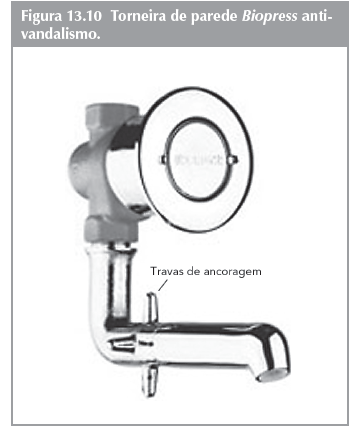 Figura 13.10 Torneira de parede Biopress anti-
vandalismo.
Travas de ancoragem